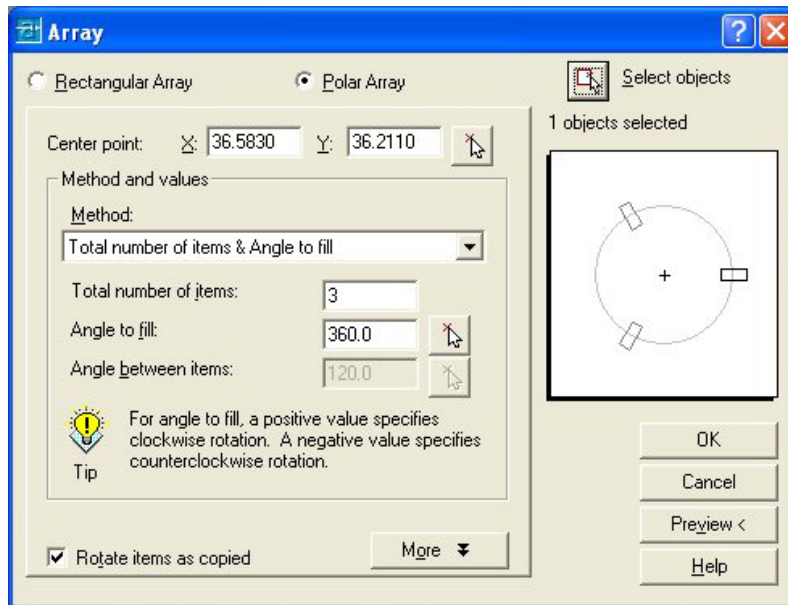 Array
Rectangular Array
Polar Array
Select objects
1 objects selected
Center point: X: 36.5830 Y: 36.2110
Method and values
Method:
Total number of items & Angle to fill
Total number of items: 3
Angle to fill: 360.0
Angle between items: 120.0
For angle to fill, a positive value specifies
clockwise rotation. A negative value specifies
counterclockwise rotation.
Tip
Rotate items as copied
More
OK
Cancel
Preview <
Help